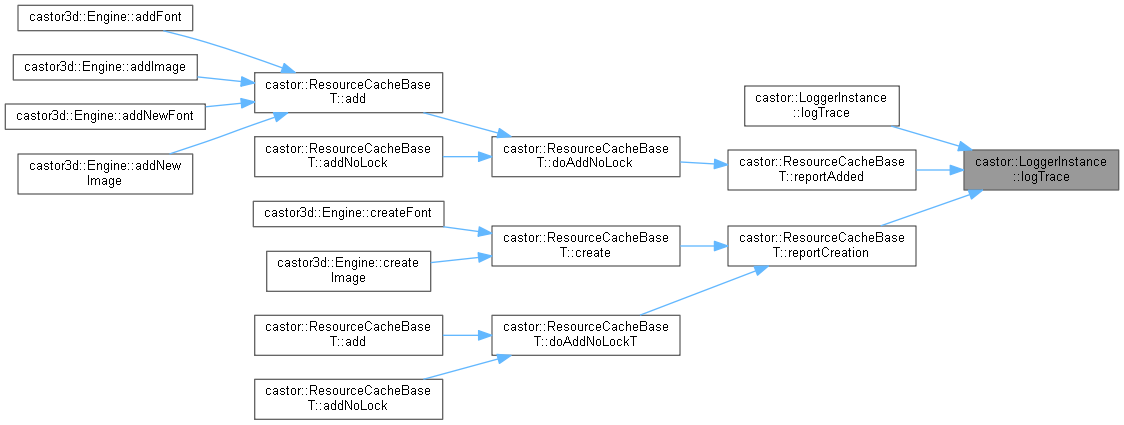 castor3d::Engine::addFont
castor3d::Engine::addImage
castor3d::Engine::addNewFont
castor3d::Engine::addNew
Image
castor::ResourceCacheBase
T::add
castor::ResourceCacheBase
T::addNoLock
castor3d::Engine::createFont
castor3d::Engine::create
Image
castor::ResourceCacheBase
T::add
castor::ResourceCacheBase
T::addNoLock
castor::ResourceCacheBase
T::doAddNoLock
castor::ResourceCacheBase
T::create
castor::ResourceCacheBase
T::doAddNoLockT
castor::LoggerInstance
::logTrace
castor::ResourceCacheBase
T::reportAdded
castor::ResourceCacheBase
T::reportCreation
castor::LoggerInstance
::logTrace